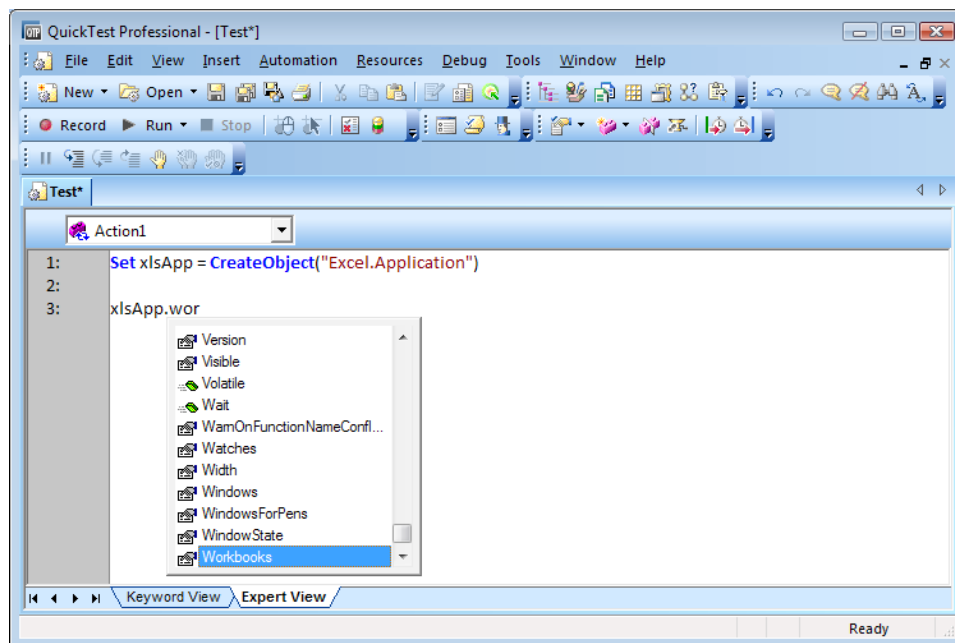 QTP QuickTest Professional - [Test*]
File Edit View Insert Automation Resources Debug Tools Window Help
New Open
Record Run Stop
Test*
Action1
1: Set xlsApp = CreateObject("Excel.Application")
2:
3: xlsApp.wor
Version
Visible
Volatile
Wait
WarnOnFunctionNameConfl...
Watches
Width
Windows
WindowsForPens
WindowState
Workbooks
Keyword View Expert View
Ready